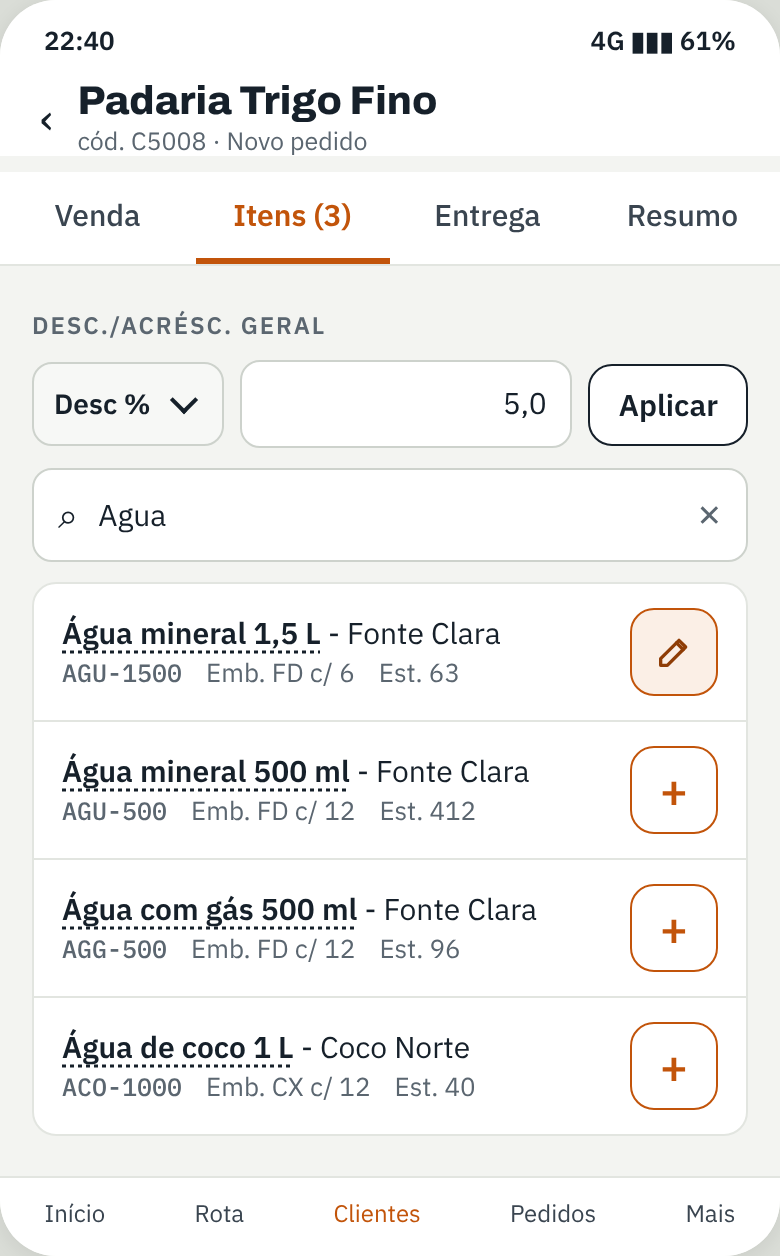 22:40 4G 61%
Padaria Trigo Fino
cód. C5008 · Novo pedido
Venda Itens (3) Entrega Resumo
DESC./ACRÉSC. GERAL
Desc % 5,0 Aplicar
Agua ✕
Água mineral 1,5 L - Fonte Clara
AGU-1500 Emb. FD c/ 6 Est. 63
Água mineral 500 ml - Fonte Clara
AGU-500 Emb. FD c/ 12 Est. 412
+
Água com gás 500 ml - Fonte Clara
AGG-500 Emb. FD c/ 12 Est. 96
+
Água de coco 1 L - Coco Norte
ACO-1000 Emb. CX c/ 12 Est. 40
+
Início Rota Clientes Pedidos Mais